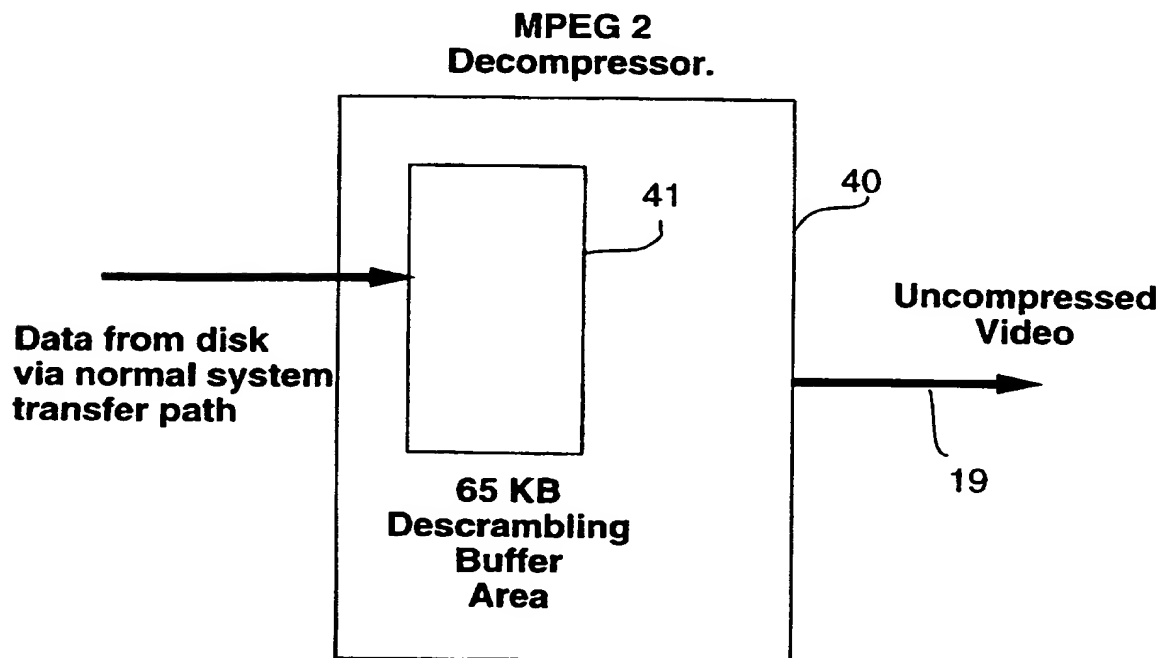 MPEG 2
Decompressor.
41
40
Uncompressed
Video
Data from disk
via normal system
transfer path
19
65 KB
Descrambling
Buffer
Area